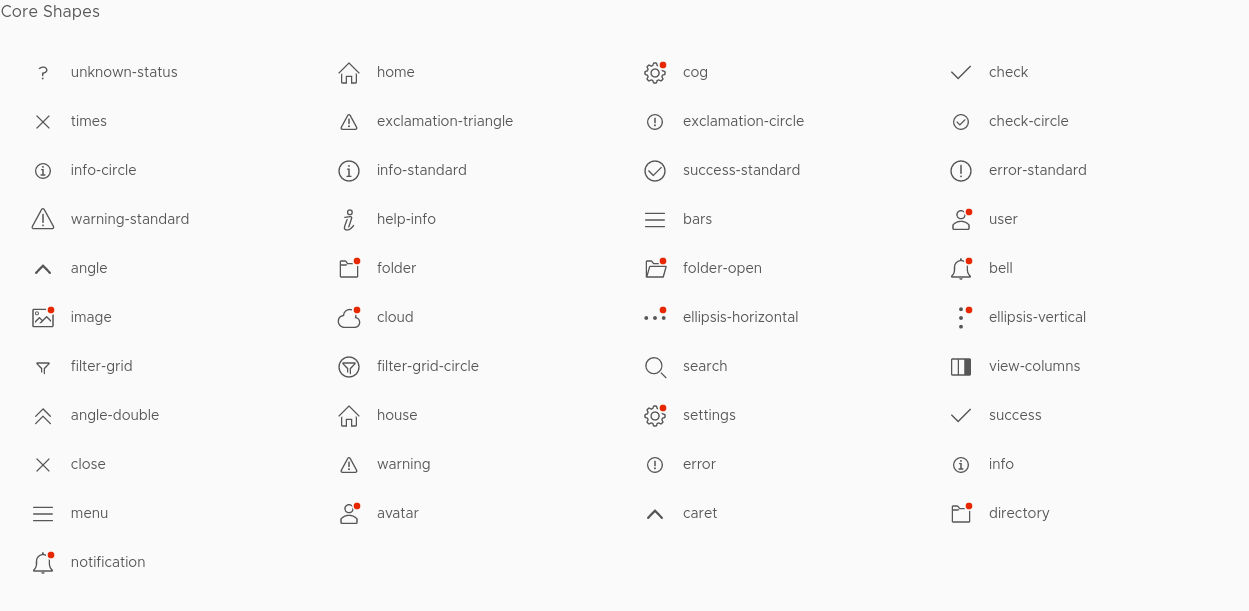 Core Shapes
unknown-status home cog check
times exclamation-triangle exclamation-circle check-circle
info-circle info-standard success-standard error-standard
warning-standard help-info bars user
angle folder folder-open bell
image cloud ellipsis-horizontal ellipsis-vertical
filter-grid filter-grid-circle search view-columns
angle-double house settings success
close warning error info
menu avatar caret directory
notification